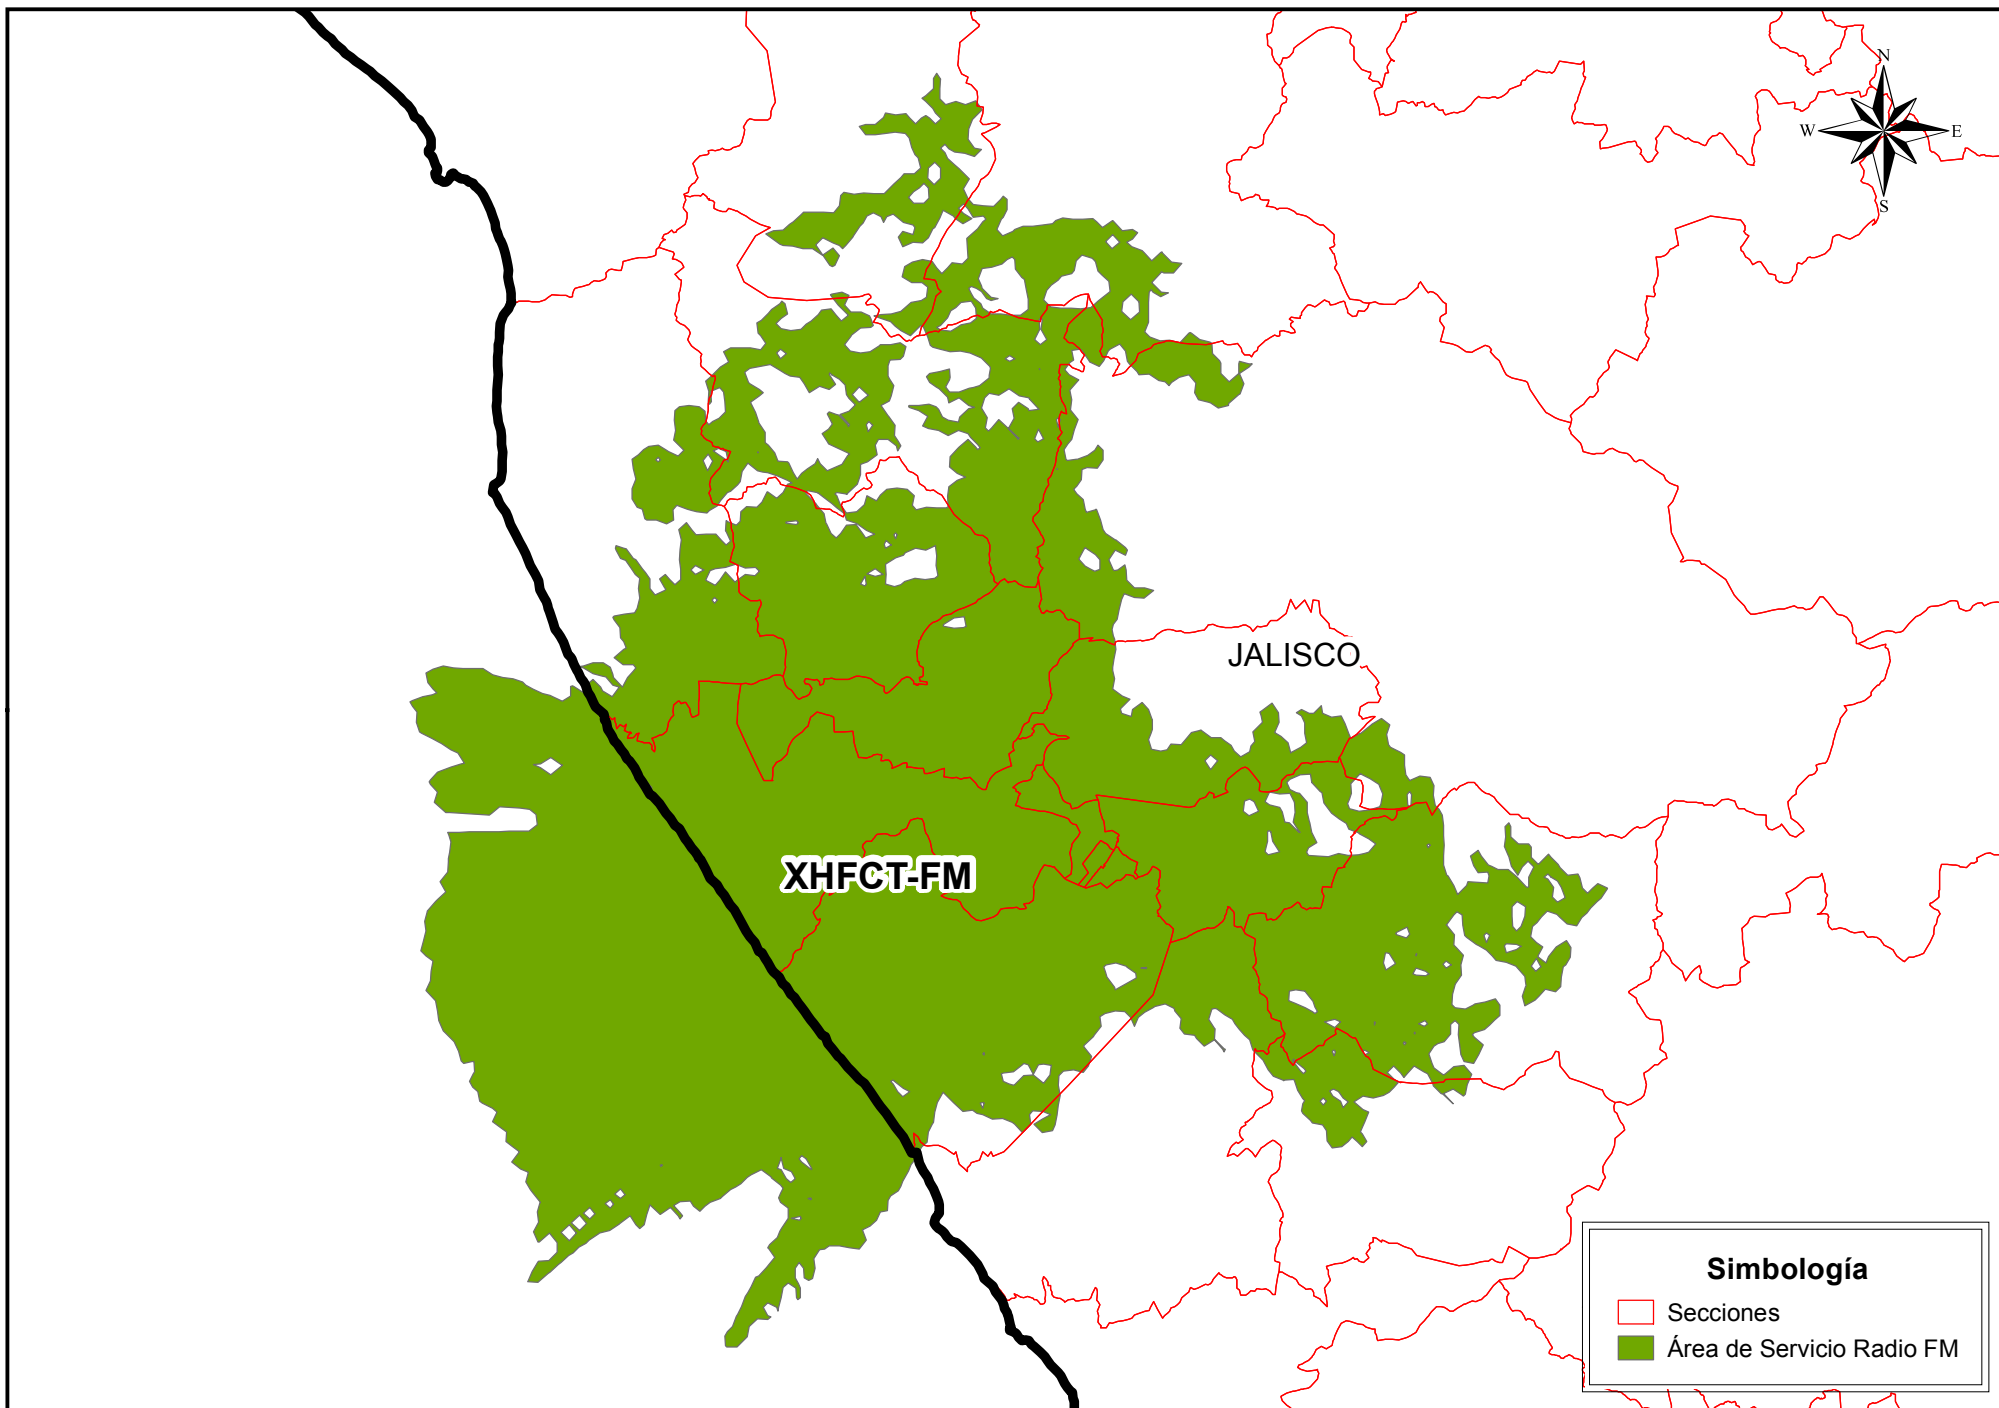 N
W E
S
JALISCO
XHFCT-FM
Simbología
Secciones
Área de Servicio Radio FM